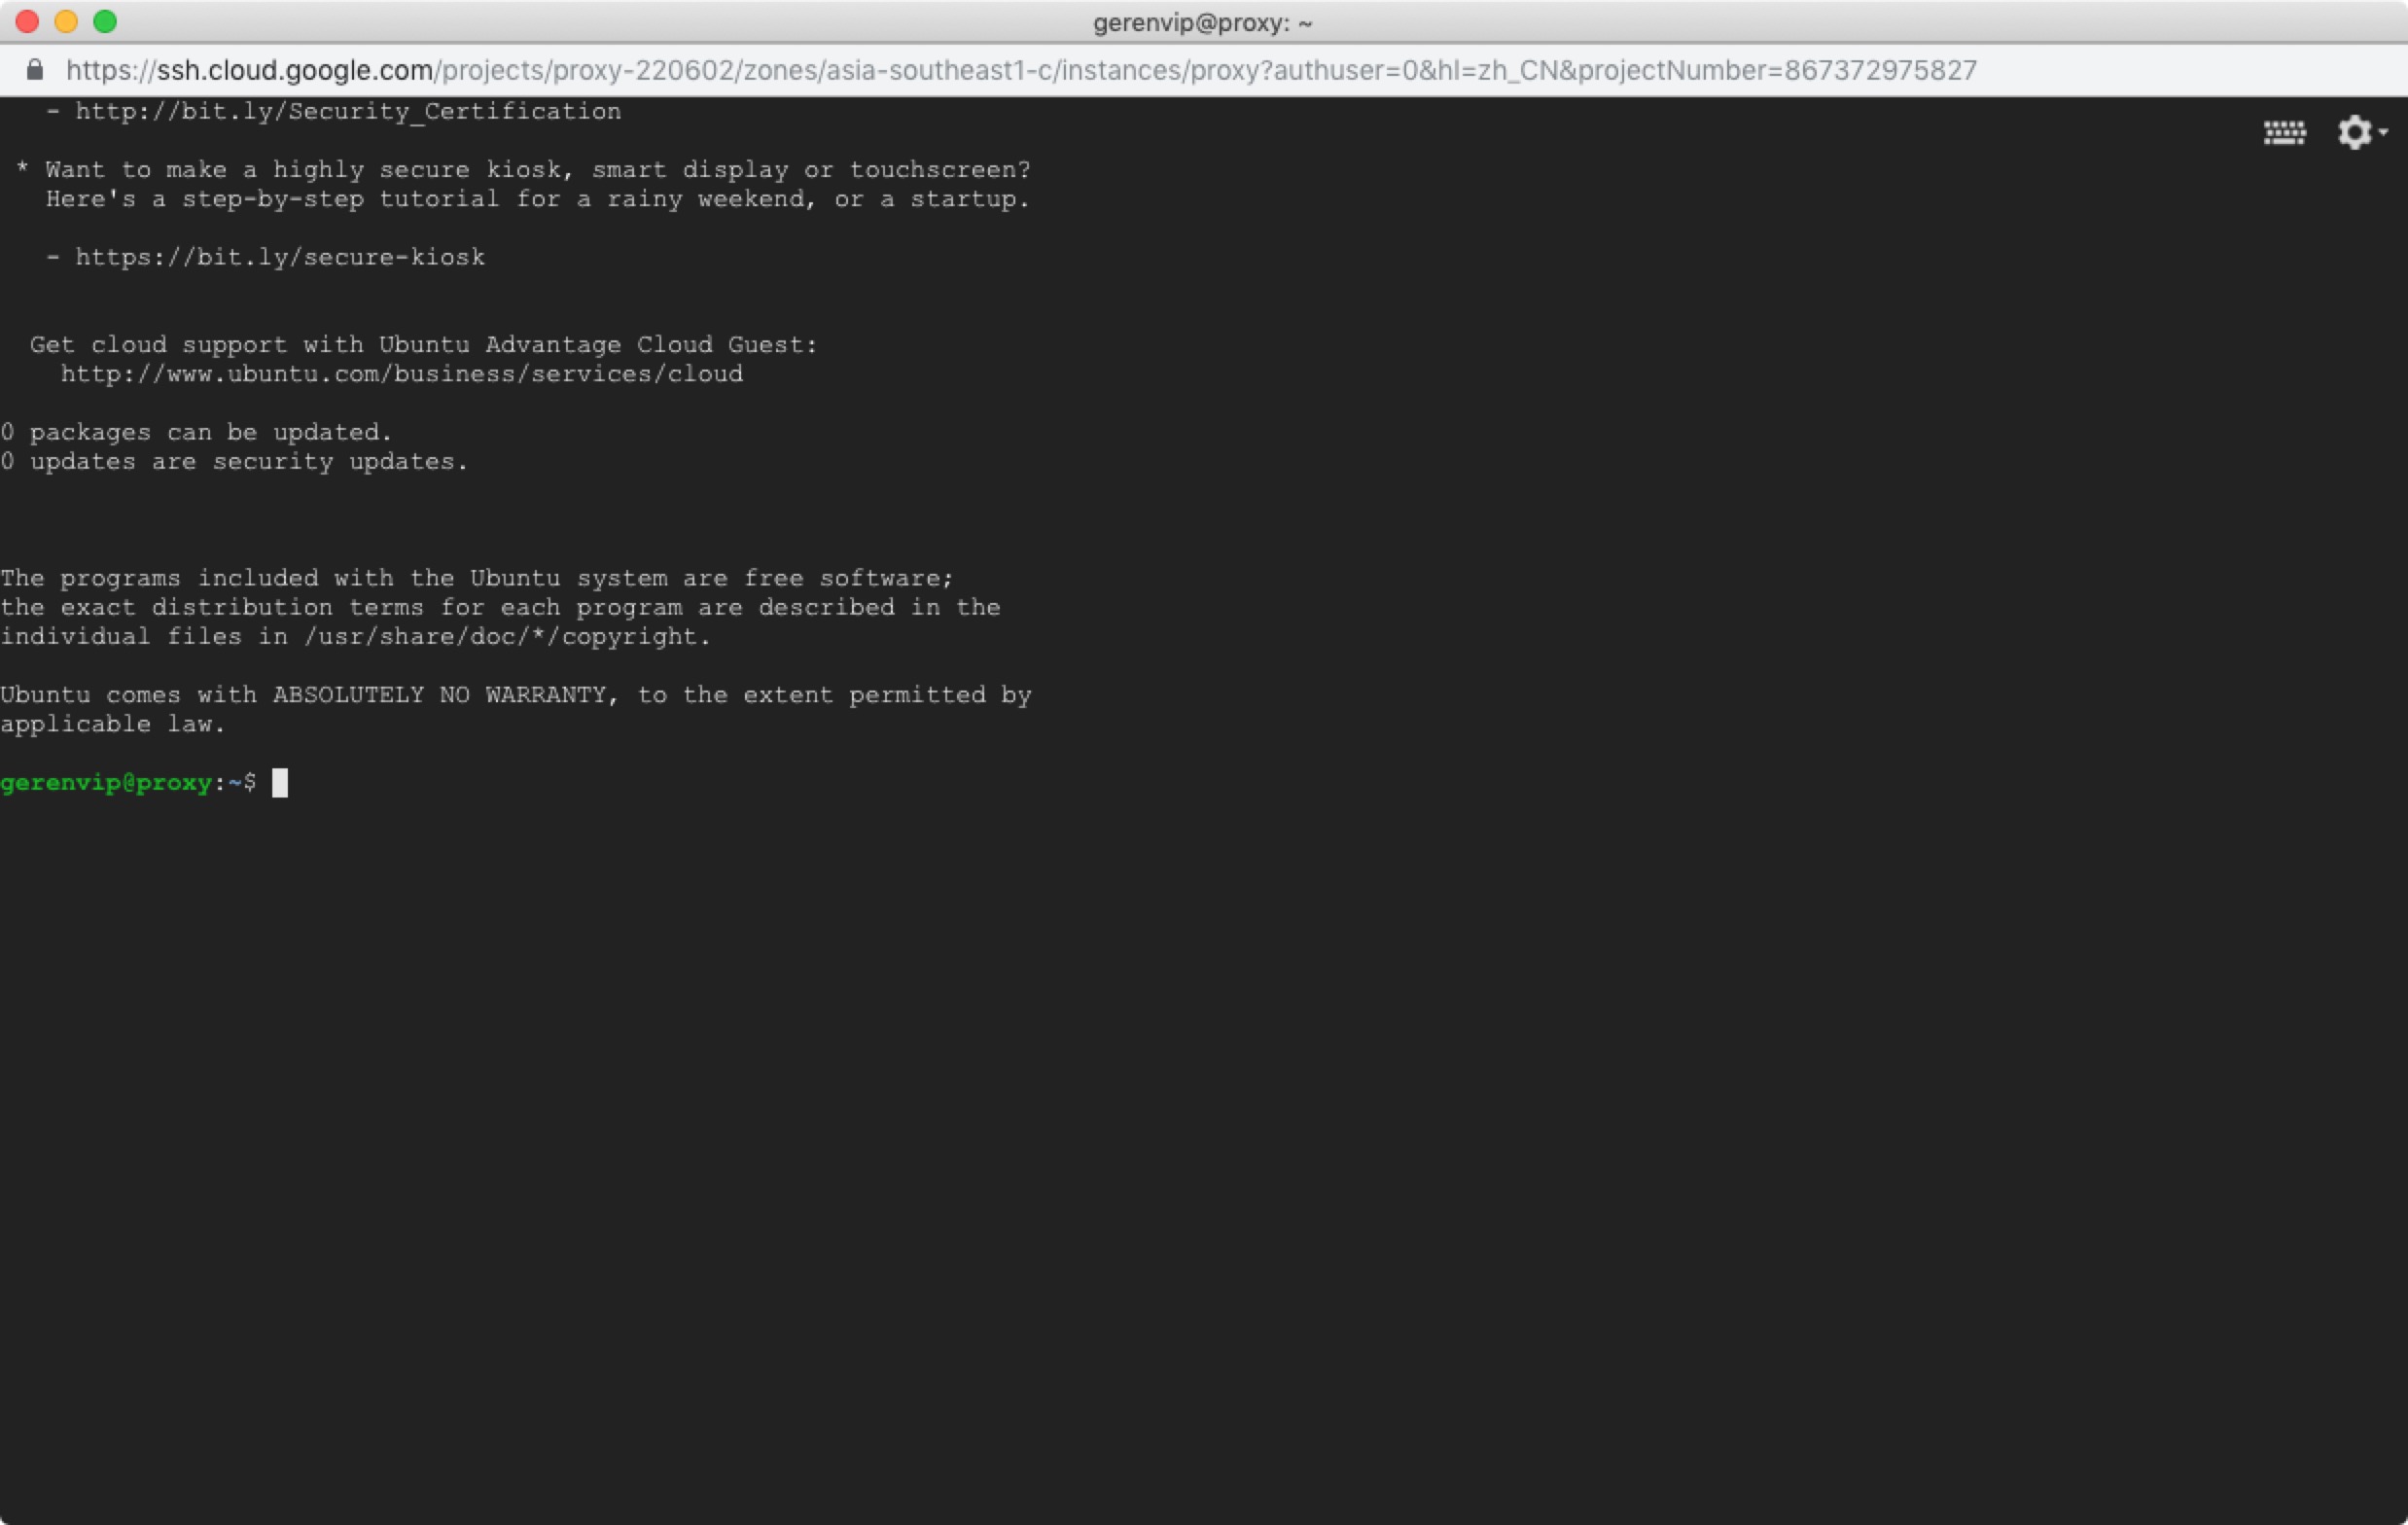 gerenvip@proxy: ~
https://ssh.cloud.google.com/projects/proxy-220602/zones/asia-southeast1-c/instances/proxy?authuser=0&hl=zh_CN&projectNumber=867372975827
- http://bit.ly/Security_Certification
* Want to make a highly secure kiosk, smart display or touchscreen?
Here's a step-by-step tutorial for a rainy weekend, or a startup.
- https://bit.ly/secure-kiosk
Get cloud support with Ubuntu Advantage Cloud Guest:
http://www.ubuntu.com/business/services/cloud
0 packages can be updated.
0 updates are security updates.
The programs included with the Ubuntu system are free software;
the exact distribution terms for each program are described in the
individual files in /usr/share/doc/*/copyright.
Ubuntu comes with ABSOLUTELY NO WARRANTY, to the extent permitted by
applicable law.
gerenvip@proxy:~$